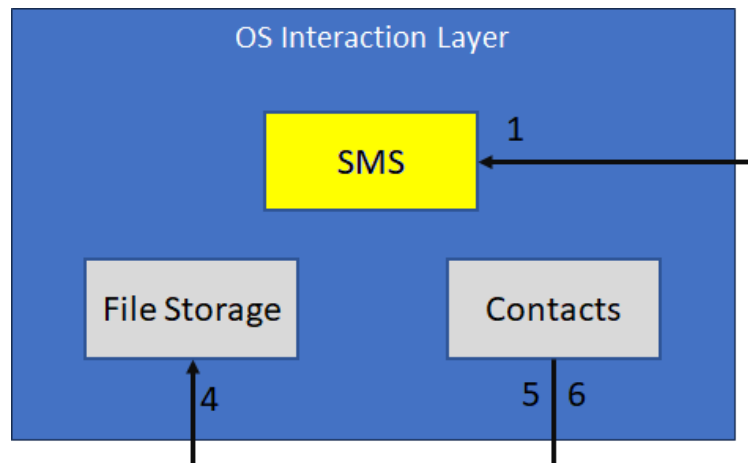 OS Interaction Layer
1
SMS
File Storage
Contacts
4
5 6